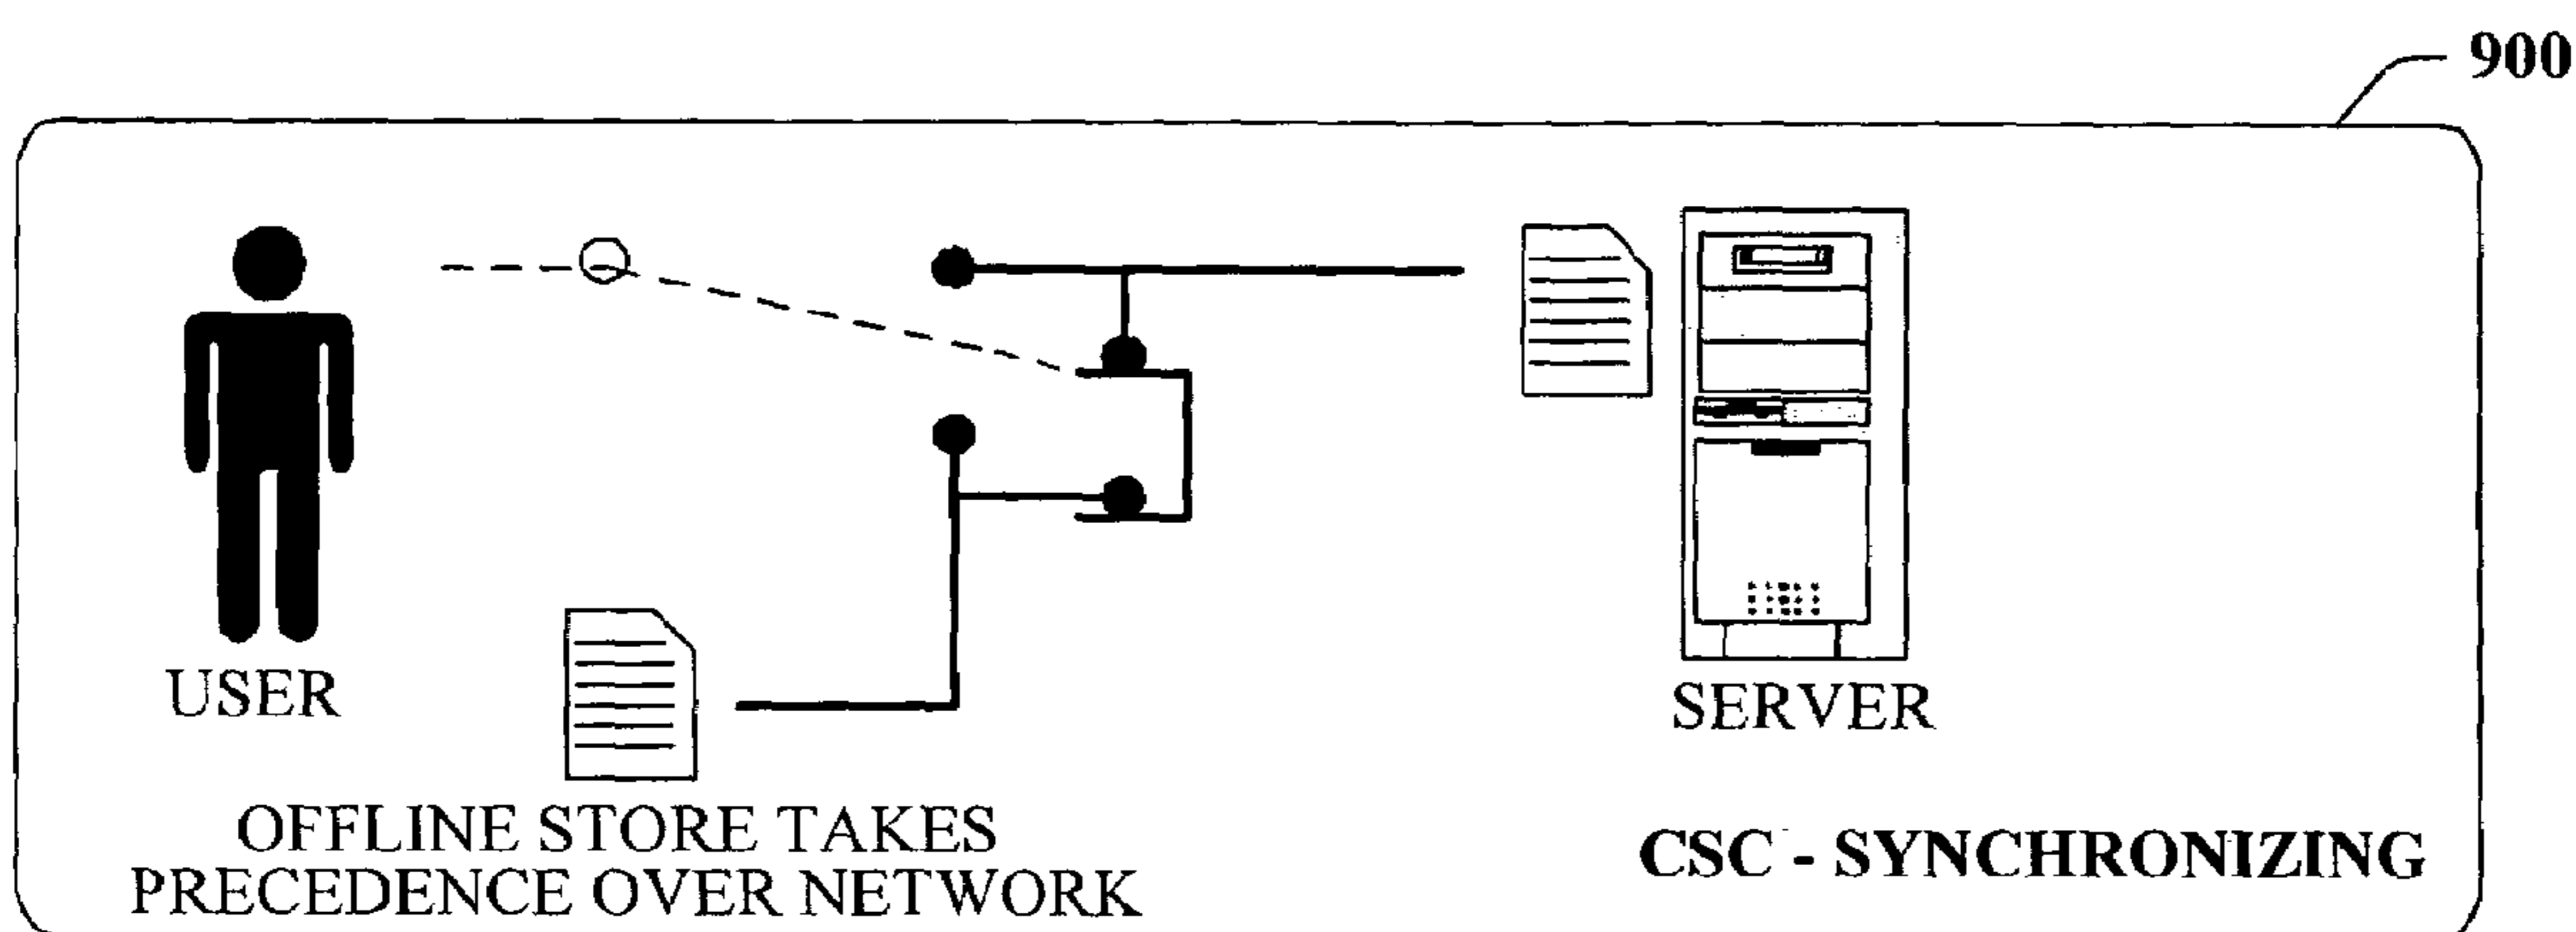 900
USER
SERVER
OFFLINE STORE TAKES
PRECEDENCE OVER NETWORK
CSC - SYNCHRONIZING